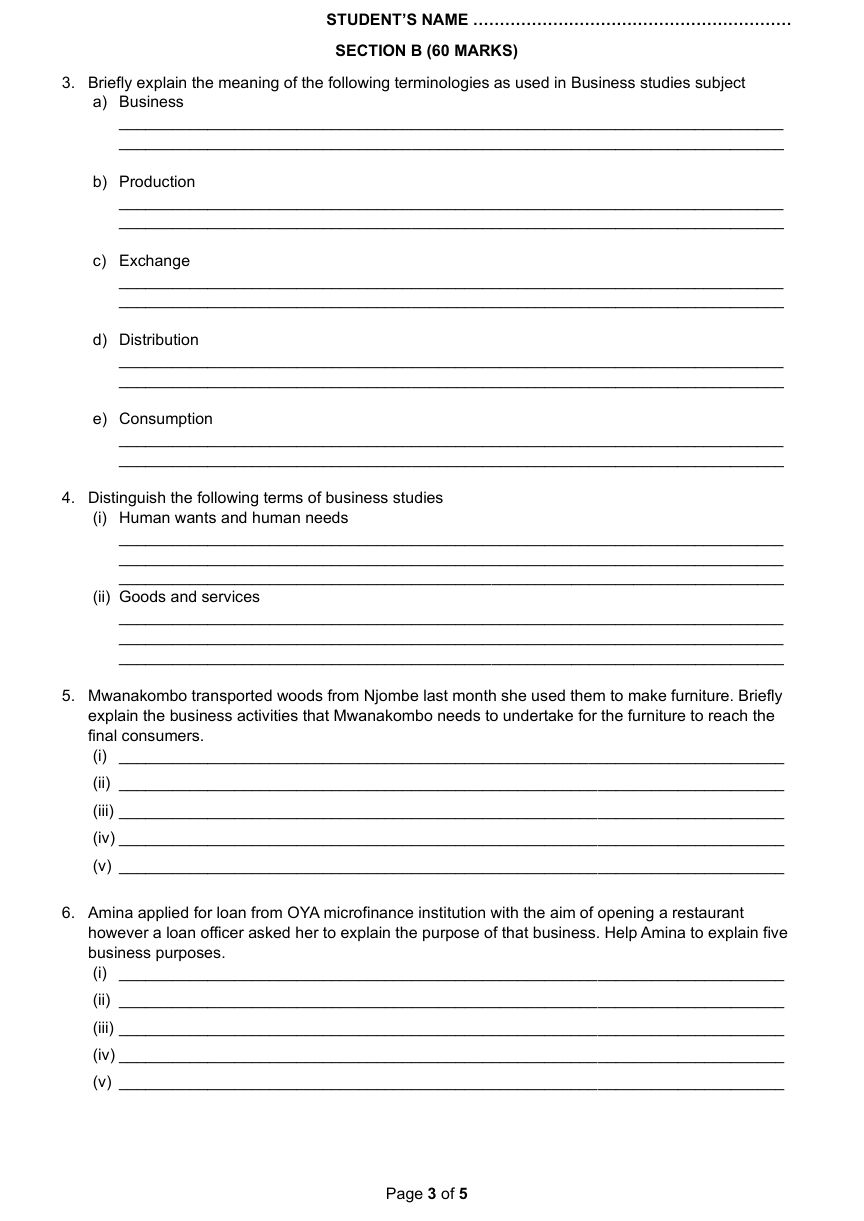 STUDENT’S NAME ……………………………………………………
SECTION B (60 MARKS)
3. Briefly explain the meaning of the following terminologies as used in Business studies subject
a) Business
b) Production
c) Exchange
d) Distribution
e) Consumption
4. Distinguish the following terms of business studies
(i) Human wants and human needs
(ii) Goods and services
5. Mwanakombo transported woods from Njombe last month she used them to make furniture. Briefly
explain the business activities that Mwanakombo needs to undertake for the furniture to reach the
final consumers.
(i)
(ii)
(iii)
(iv)
(v)
6. Amina applied for loan from OYA microfinance institution with the aim of opening a restaurant
however a loan officer asked her to explain the purpose of that business. Help Amina to explain five
business purposes.
(i)
(ii)
(iii)
(iv)
(v)
Page 3 of 5